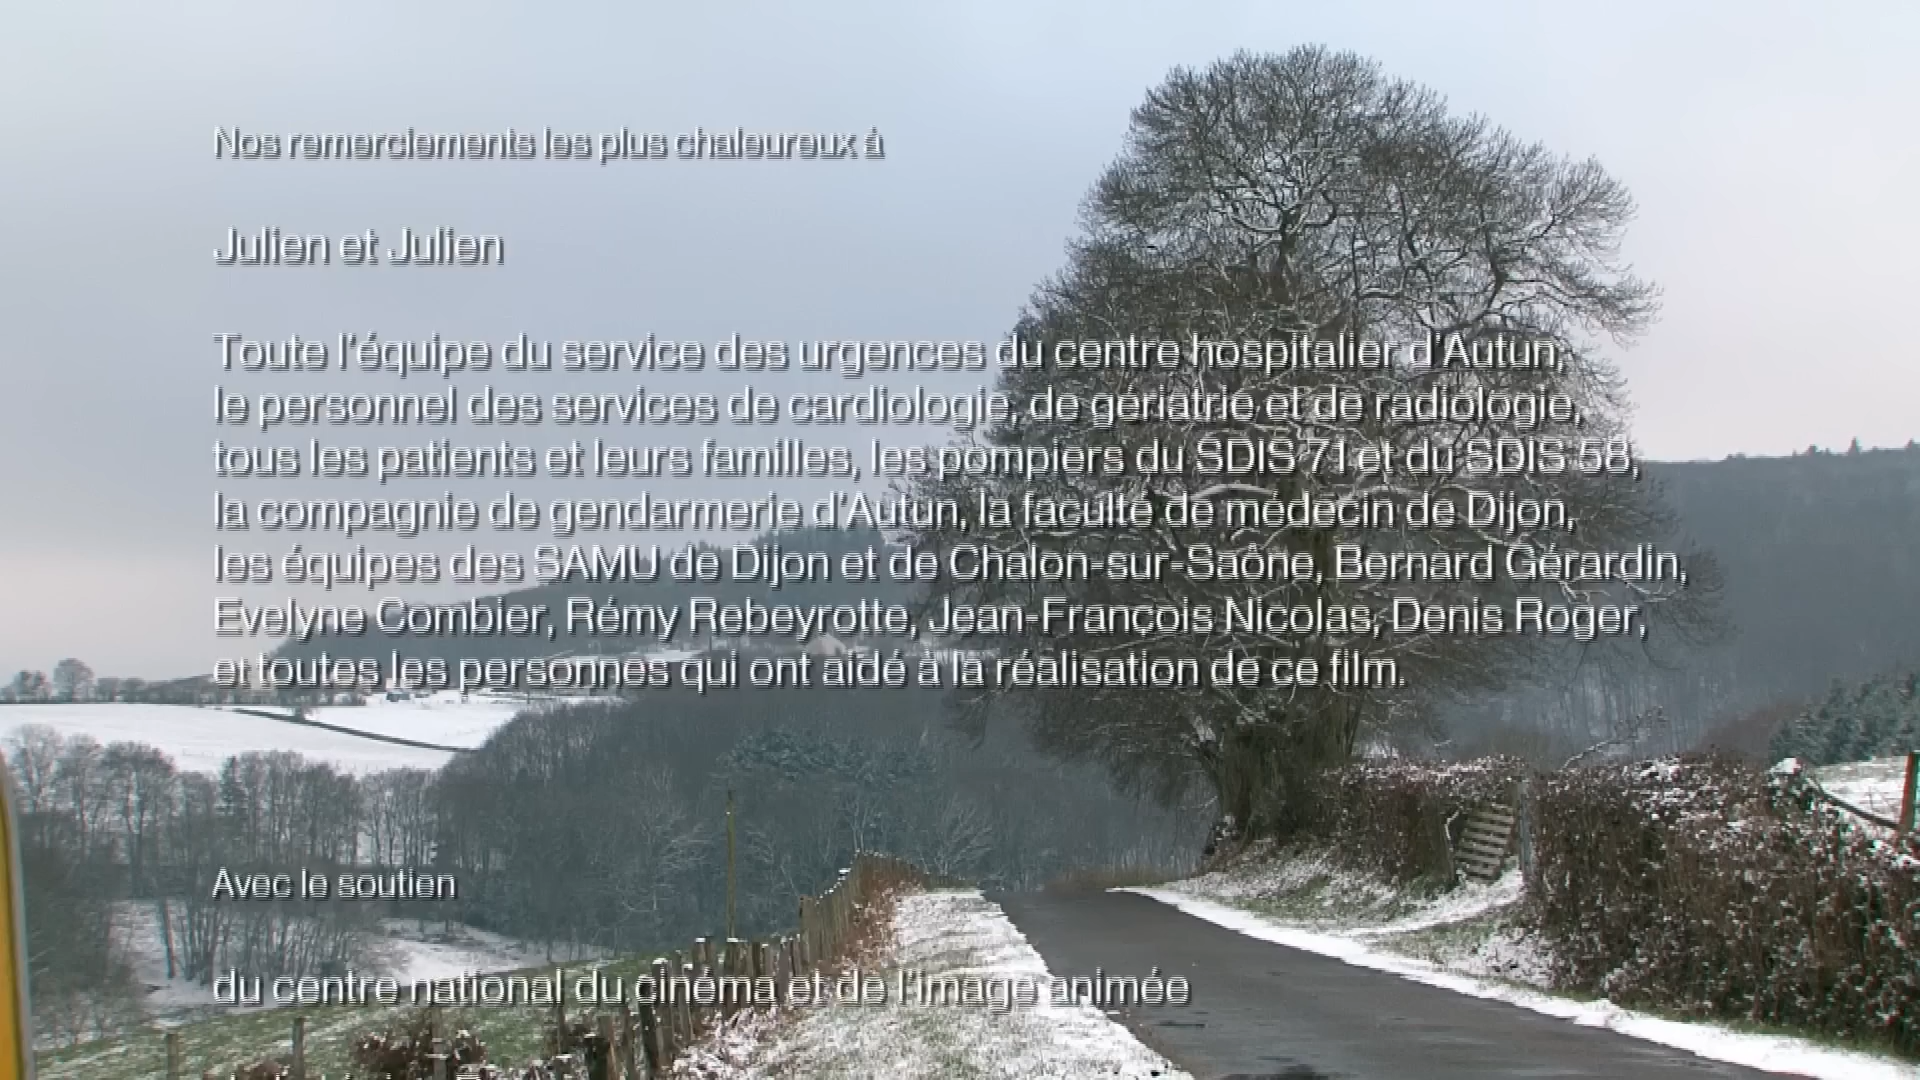 Nos remerciements les plus chaleureux à
Julien et Julien
Toute l'équipe du service des urgences du centre hospitalier d'Autun,
le personnel des services de cardiologie, de gériatrie et de radiologie,
tous les patients et leurs familles, les pompiers du SDIS 71 et du SDIS 58,
la compagnie de gendarmerie d'Autun, la faculté de médecin de Dijon,
les équipes des SAMU de Dijon et de Chalon-sur-Saône, Bernard Gérardin,
Evelyne Combier, Rémy Rebeyrotte, Jean-François Nicolas, Denis Roger,
et toutes les personnes qui ont aidé à la réalisation de ce film.
Avec le soutien
du centre national du cinéma et de l'image animée